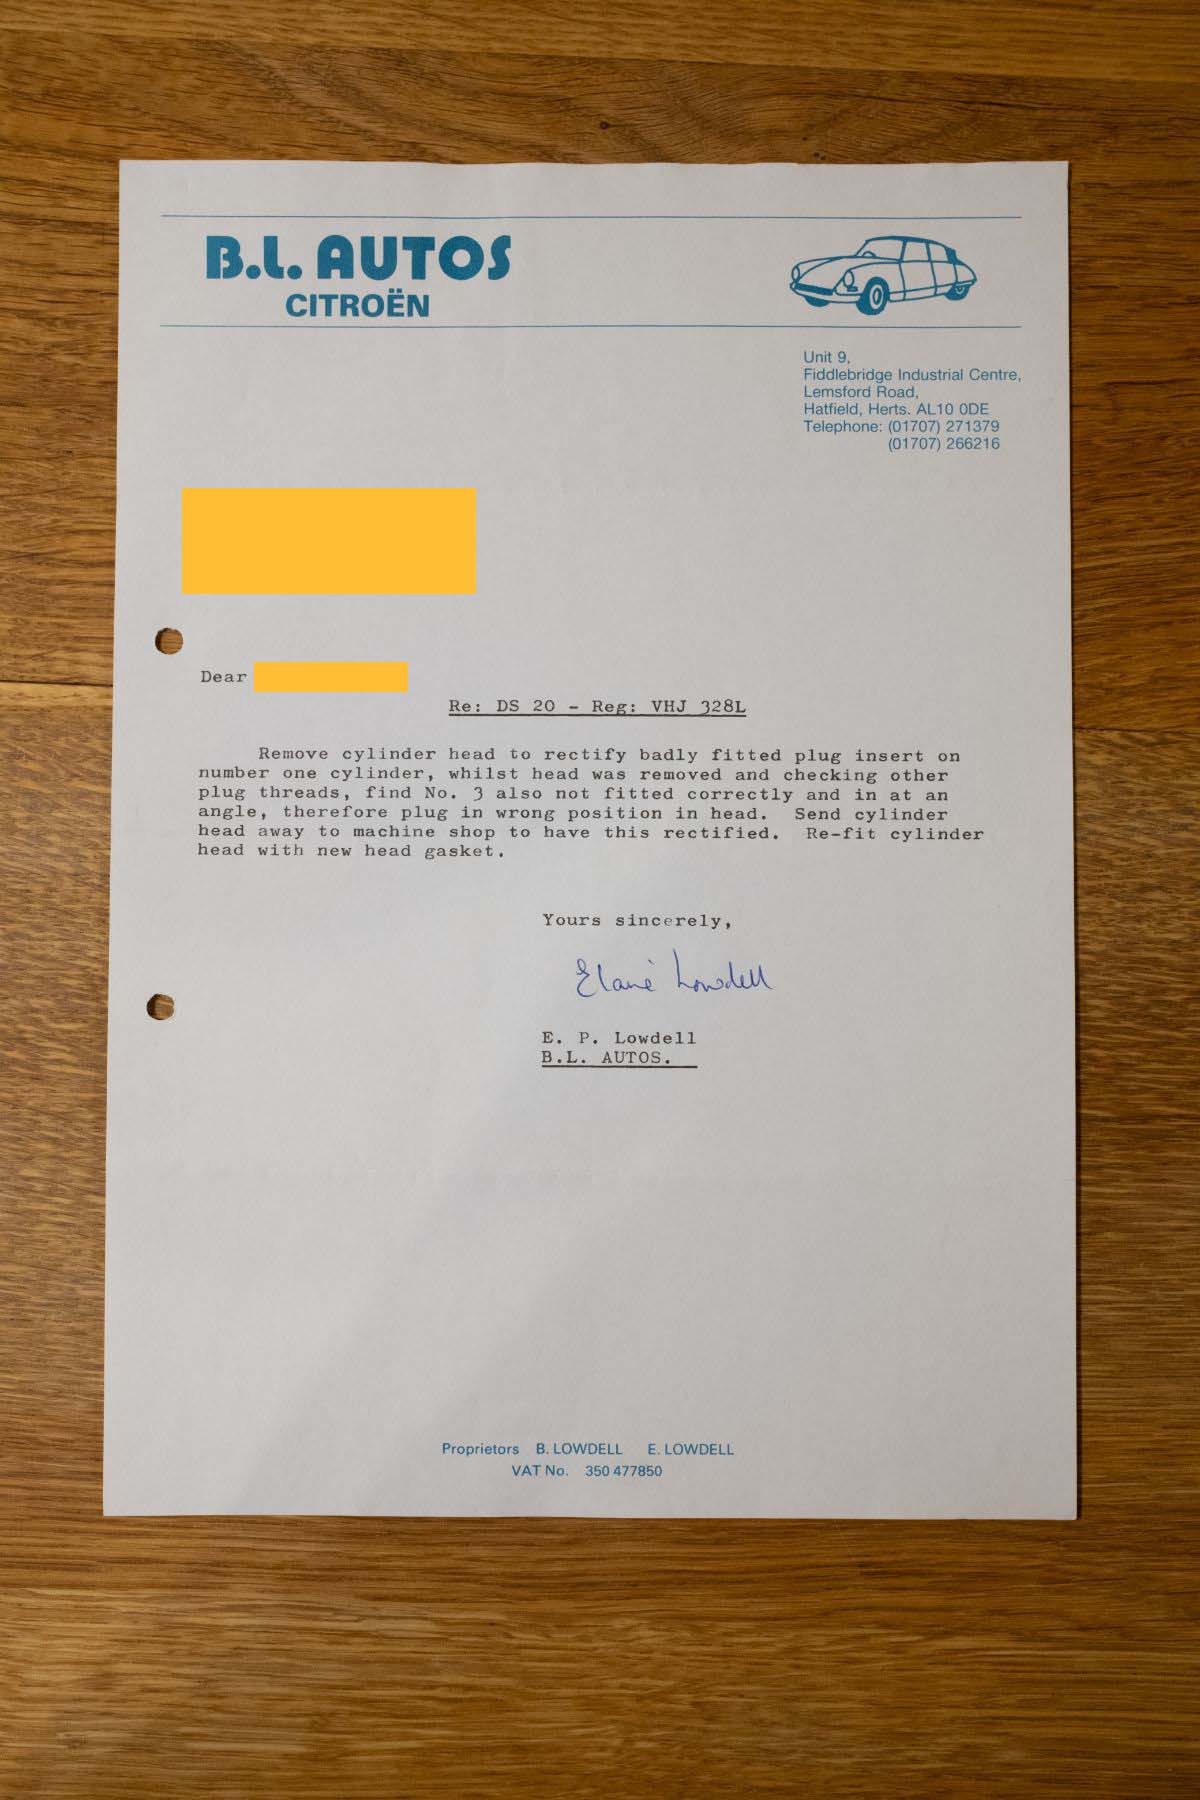 B.L. AUTOS
CITROËN
Unit 9,
Fiddlebridge Industrial Centre,
Lemsford Road,
Hatfield, Herts. AL10 0DE
Telephone: (01707) 271379
(01707) 266216
Dear
Re: DS 20 - Reg: VHJ 328L
Remove cylinder head to rectify badly fitted plug insert on
number one cylinder, whilst head was removed and checking other
plug threads, find No. 3 also not fitted correctly and in at an
angle, therefore plug in wrong position in head. Send cylinder
head away to machine shop to have this rectified. Re-fit cylinder
head with new head gasket.
Yours sincerely,
Elaine Lowdell
E. P. Lowdell
B.L. AUTOS.
Proprietors B. LOWDELL E. LOWDELL
VAT No. 350 477850